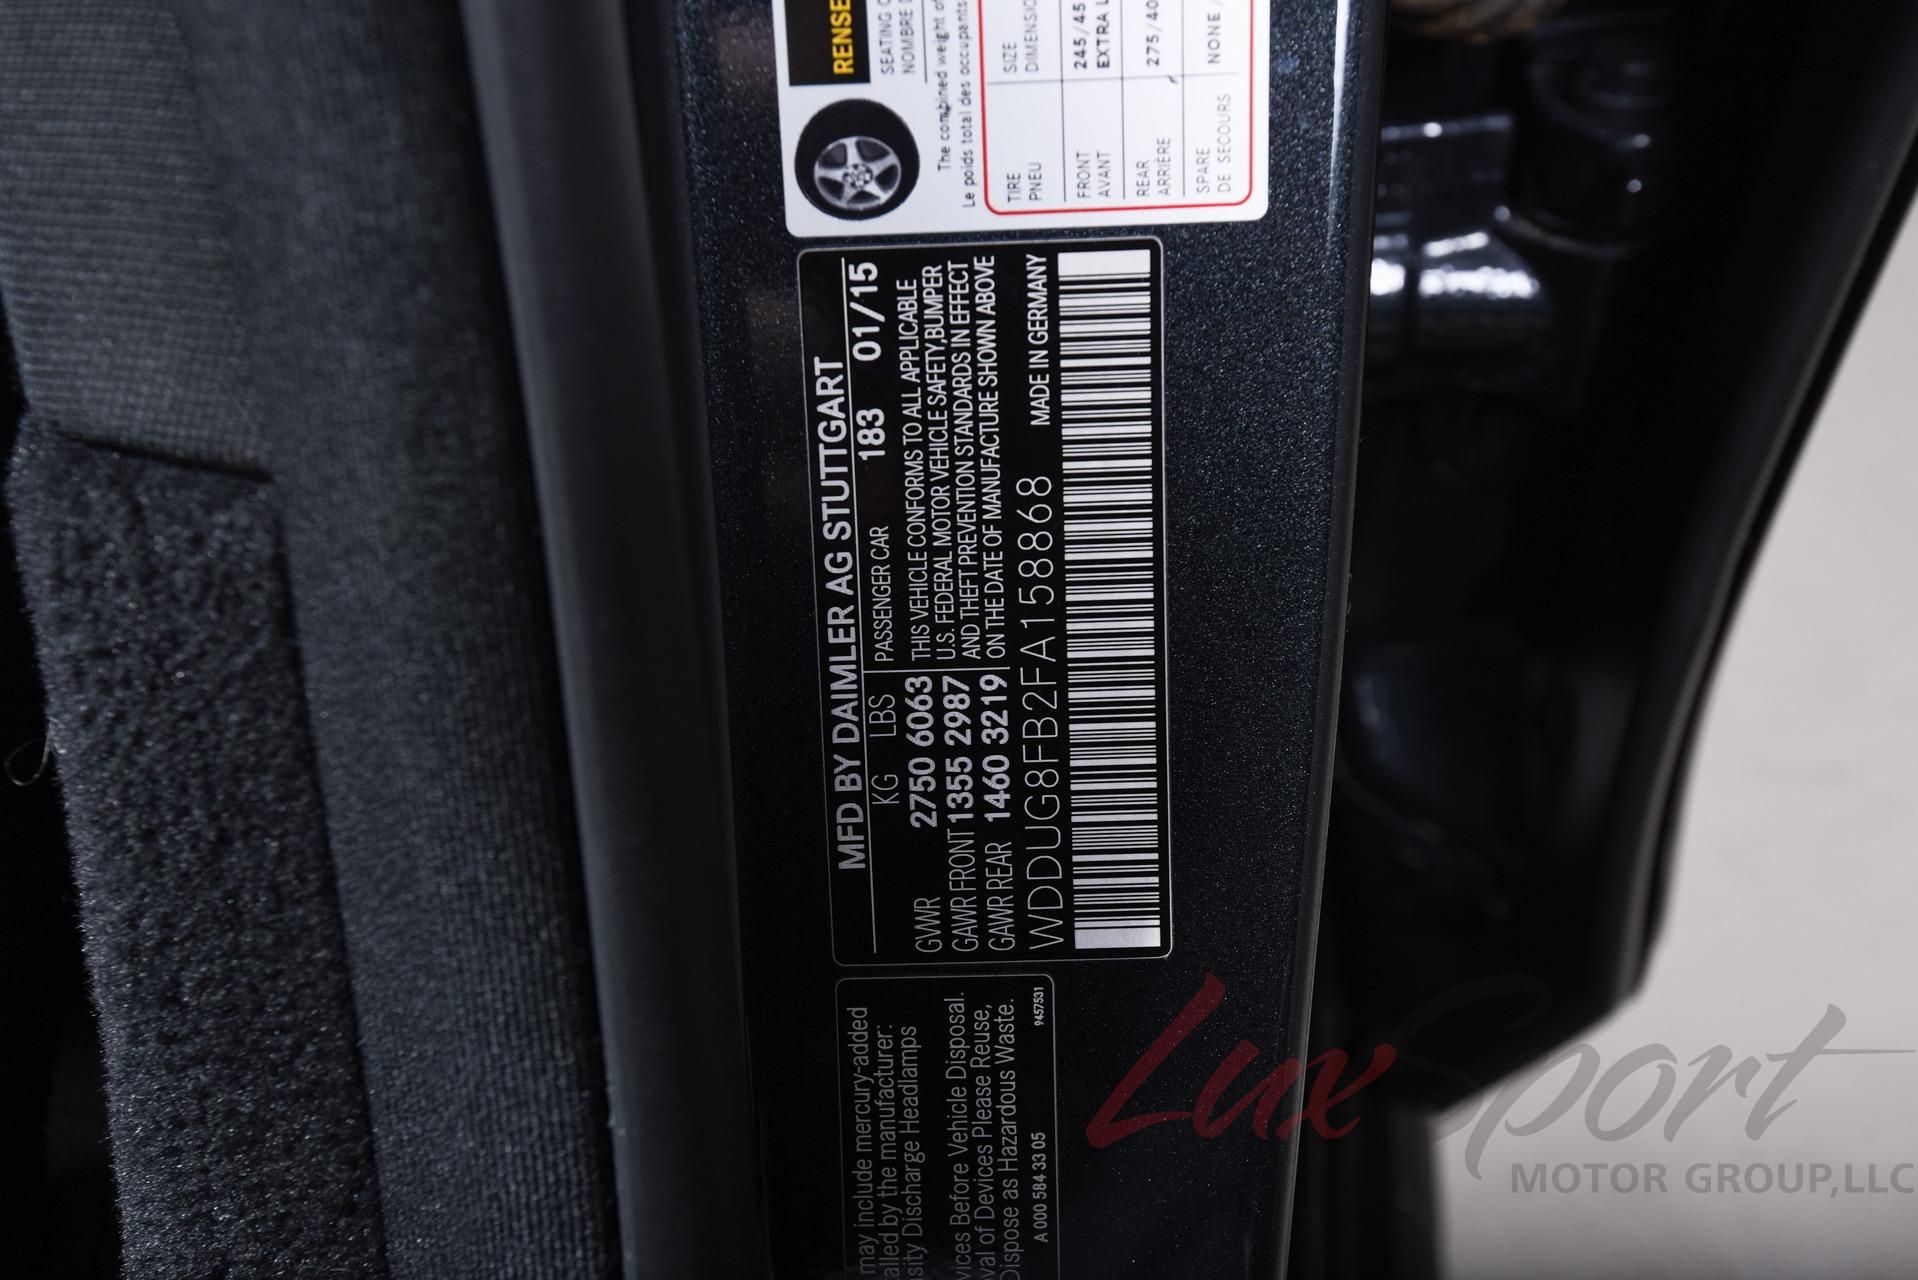 RENSE
SEATING C
NOMBRE D
The combined weight of
Le poids total des occupants
TIRE SIZE
PNEU DIMENSIO
FRONT 245/45
AVANT EXTRA L
REAR 275/40
ARRIÈRE
SPARE NONE /
DE SECOURS
MFD BY DAIMLER AG STUTTGART
KG LBS PASSENGER CAR 183 01/15
GVWR 2750 6063 THIS VEHICLE CONFORMS TO ALL APPLICABLE
GAWR FRONT 1355 2987 U.S. FEDERAL MOTOR VEHICLE SAFETY,BUMPER
GAWR REAR 1460 3219 AND THEFT PREVENTION STANDARDS IN EFFECT
ON THE DATE OF MANUFACTURE SHOWN ABOVE
WDDUG8FB2FA158868 MADE IN GERMANY
may include mercury-added
alled by the manufacturer:
sity Discharge Headlamps
vices Before Vehicle Disposal.
val of Devices Please Reuse,
Dispose as Hazardous Waste.
A 000 584 33 05 9457531
LuxSport
MOTOR GROUP,LLC